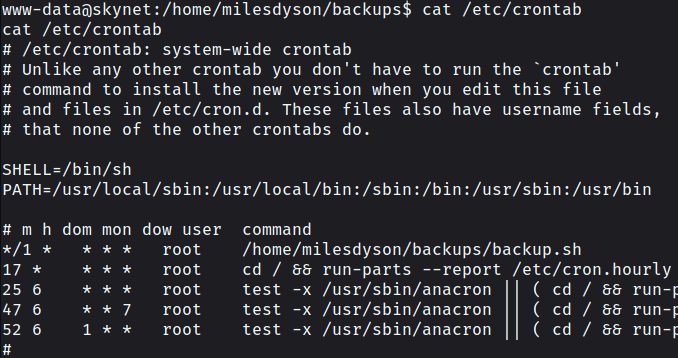 www-data@skynet:/home/milesdyson/backups$ cat /etc/crontab
cat /etc/crontab
# /etc/crontab: system-wide crontab
# Unlike any other crontab you don't have to run the `crontab'
# command to install the new version when you edit this file
# and files in /etc/cron.d. These files also have username fields,
# that none of the other crontabs do.

SHELL=/bin/sh
PATH=/usr/local/sbin:/usr/local/bin:/sbin:/bin:/usr/sbin:/usr/bin

# m h dom mon dow user  command
*/1 *   * * *   root    /home/milesdyson/backups/backup.sh
17 *    * * *   root    cd / && run-parts --report /etc/cron.hourly
25 6    * * *   root    test -x /usr/sbin/anacron || ( cd / && run-p
47 6    * * 7   root    test -x /usr/sbin/anacron || ( cd / && run-p
52 6    1 * *   root    test -x /usr/sbin/anacron || ( cd / && run-p
#